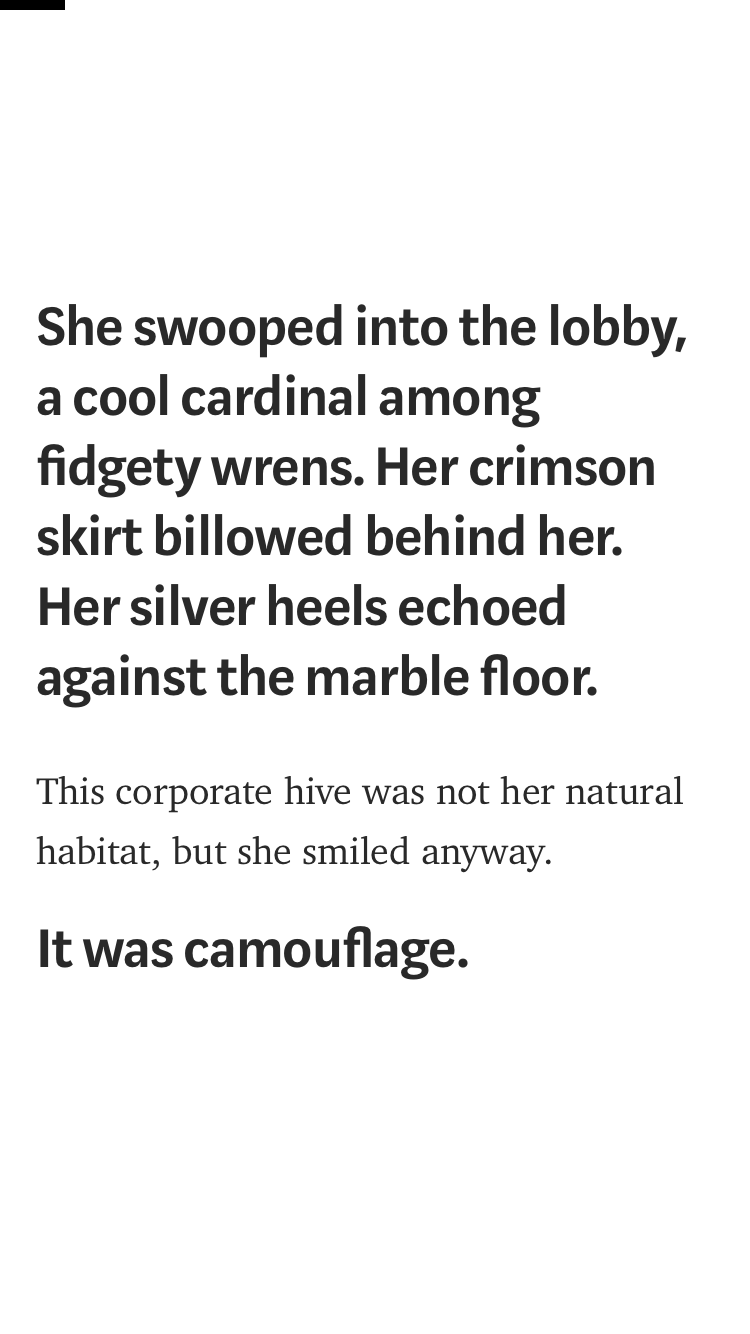 She swooped into the lobby,
a cool cardinal among
fidgety wrens. Her crimson
skirt billowed behind her.
Her silver heels echoed
against the marble floor.
This corporate hive was not her natural
habitat, but she smiled anyway.
It was camouflage.